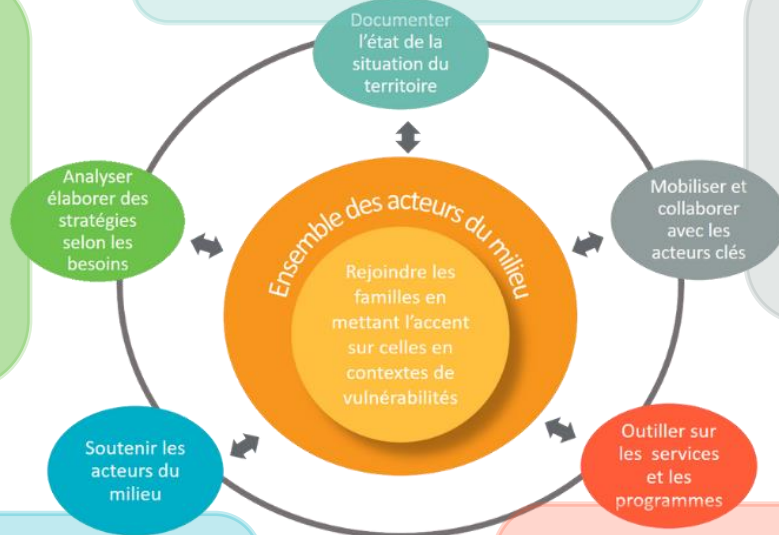 Documenter
l'état de la
situation du
territoire
Analyser
élaborer des
stratégies
selon les
besoins
Mobiliser et
collaborer
avec les
acteurs clés
Ensemble des acteurs du milieu
Rejoindre les
familles en
mettant l'accent
sur celles en
contextes de
vulnérabilités
Soutenir les
acteurs du
milieu
Outiller sur
les services
et les
programmes